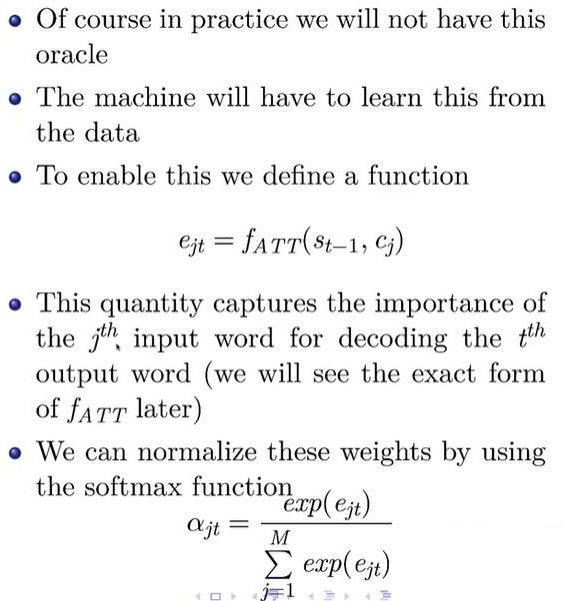 Of course in practice we will not have this
oracle
The machine will have to learn this from
the data
To enable this we define a function
e_{jt} = f_{ATT}(s_{t-1}, c_j)
This quantity captures the importance of
the j^{th} input word for decoding the t^{th}
output word (we will see the exact form
of f_{ATT} later)
We can normalize these weights by using
the softmax function
α_{jt} = \frac{exp(e_{jt})}{\sum_{j=1}^{M} exp(e_{jt})}